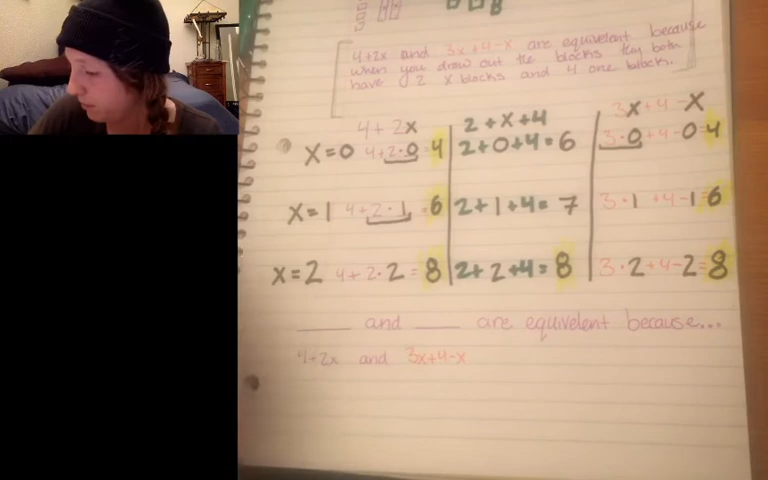 4+2x and 3x+4-x are equivalent because
when you draw out the blocks they both
have 2 x blocks and 4 one block.
4+2x 2+x+4 3x+4-x
x=0 4+2·0=4 2+0+4=6 3·0+4-0=4
x=1 4+2·1=6 2+1+4=7 3·1+4-1=6
x=2 4+2·2=8 2+2+4=8 3·2+4-2=8
____ and ____ are equivelent because...
4+2x and 3x+4-x